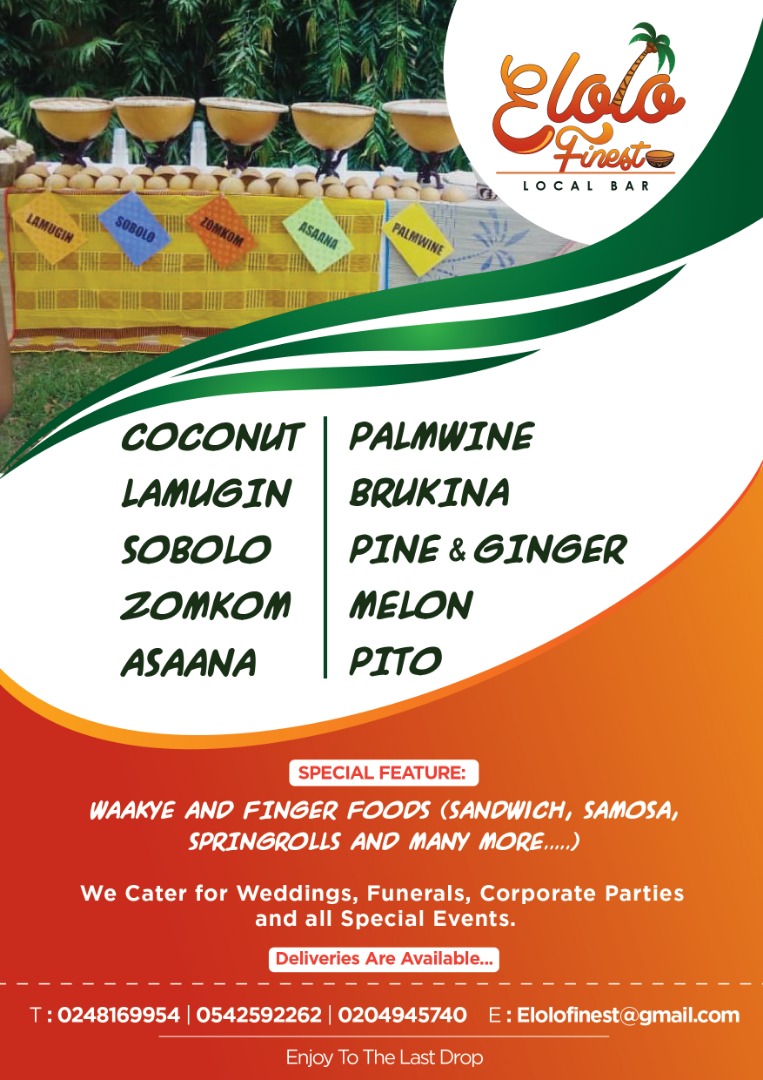 Elolo
Finest
LOCAL BAR
LAMUGIN
SOBOLO
ZOMKOM
ASAANA
PALMWINE
COCONUT
LAMUGIN
SOBOLO
ZOMKOM
ASAANA
PALMWINE
BRUKINA
PINE & GINGER
MELON
PITO
SPECIAL FEATURE:
WAAKYE AND FINGER FOODS (SANDWICH, SAMOSA,
SPRINGROLLS AND MANY MORE.....)
We Cater for Weddings, Funerals, Corporate Parties
and all Special Events.
Deliveries Are Available...
T : 0248169954 | 0542592262 | 0204945740 E : Elolofinest@gmail.com
Enjoy To The Last Drop